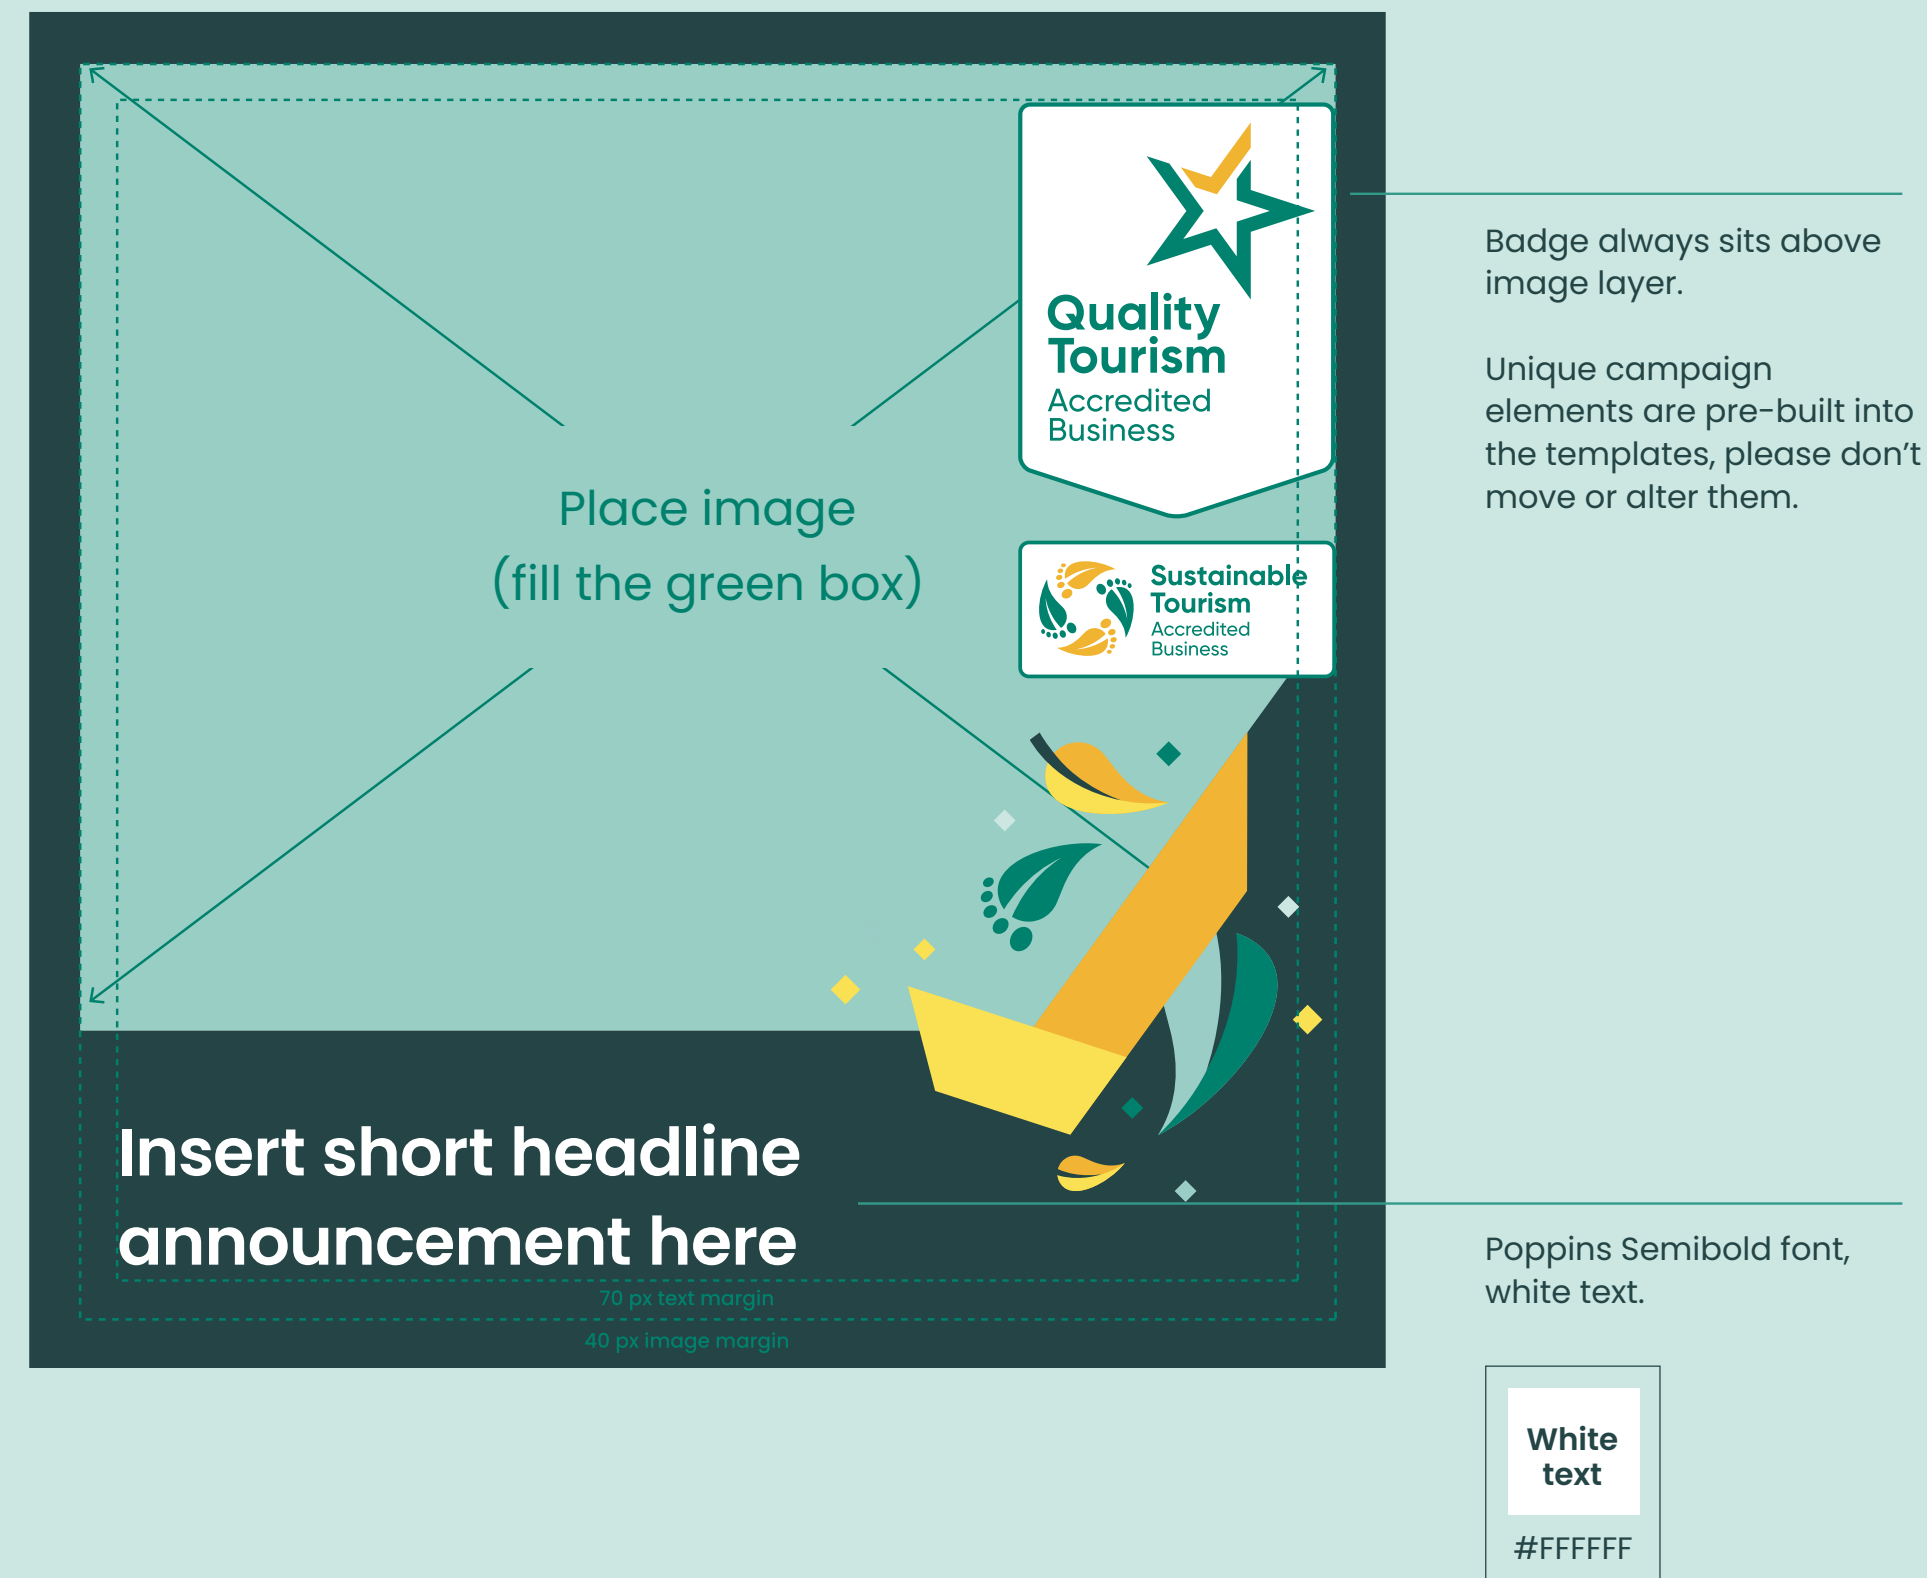 Quality
Tourism
Accredited
Business
Place image
(fill the green box)
Sustainable
Tourism
Accredited
Business
Insert short headline
announcement here
70 px text margin
40 px image margin
Badge always sits above
image layer.
Unique campaign
elements are pre-built into
the templates, please don't
move or alter them.
Poppins Semibold font,
white text.
White
text
#FFFFFF